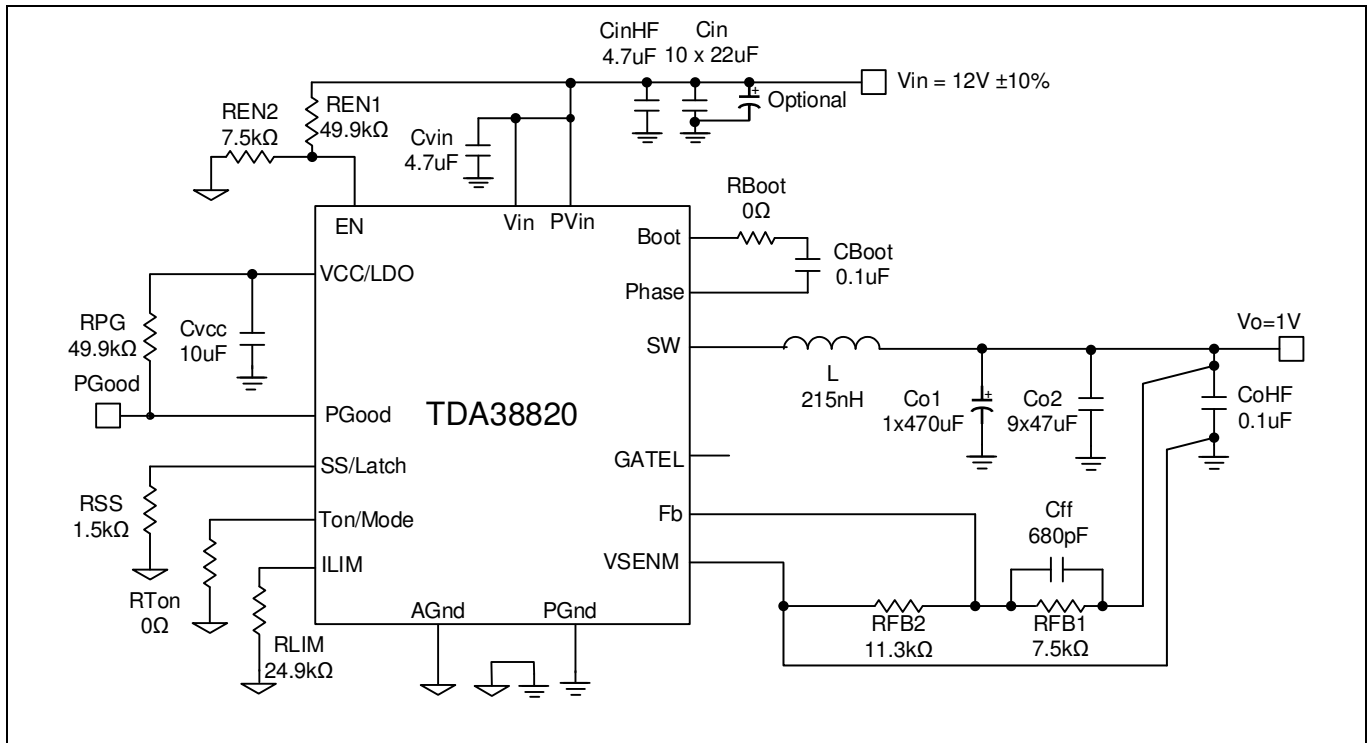 CinHF
4.7uF
Cin
10 x 22uF
Vin = 12V ±10%
+
Optional
REN2
7.5kΩ
REN1
49.9kΩ
Cvin
4.7uF
EN
Vin
PVin
RBoot
0Ω
Boot
CBoot
0.1uF
Phase
VCC/LDO
RPG
49.9kΩ
Cvcc
10uF
PGood
PGood
TDA38820
SW
L
215nH
Vo=1V
Co1
1x470uF
+
Co2
9x47uF
CoHF
0.1uF
GATEL
SS/Latch
RSS
1.5kΩ
Fb
Ton/Mode
Cff
680pF
VSENM
ILIM
RTon
0Ω
AGnd
PGnd
RFB2
11.3kΩ
RFB1
7.5kΩ
RLIM
24.9kΩ